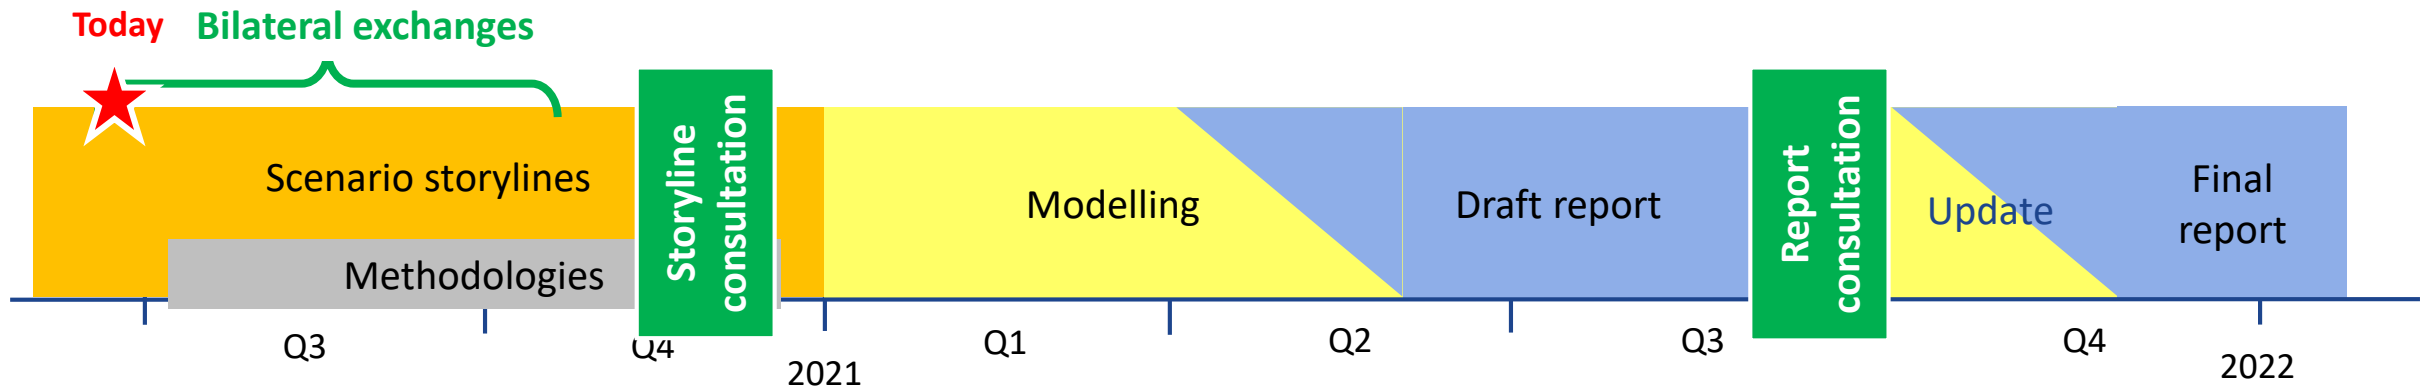 Today
Bilateral exchanges
Scenario storylines
Methodologies
Storyline
consultation
Modelling
Draft report
Report
consultation
Update
Final
report
Q3
Q4
2021
Q1
Q2
Q3
Q4
2022